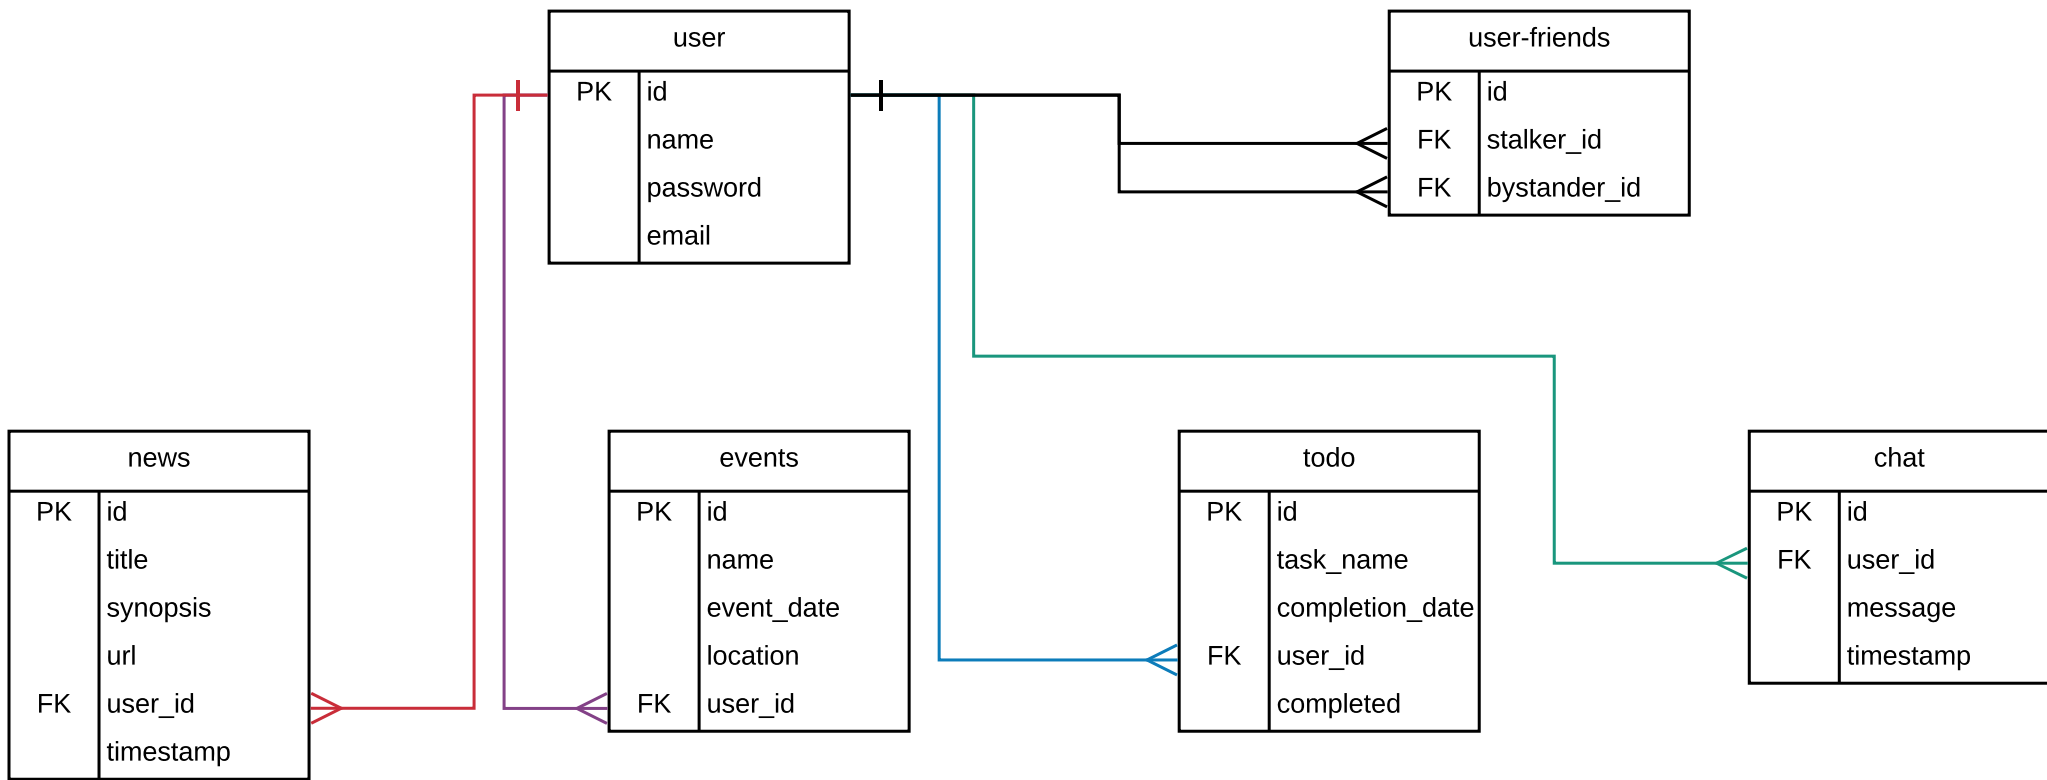 user
PK id
name
password
email
user-friends
PK id
FK stalker_id
FK bystander_id
news
PK id
title
synopsis
url
FK user_id
timestamp
events
PK id
name
event_date
location
FK user_id
todo
PK id
task_name
completion_date
FK user_id
completed
chat
PK id
FK user_id
message
timestamp